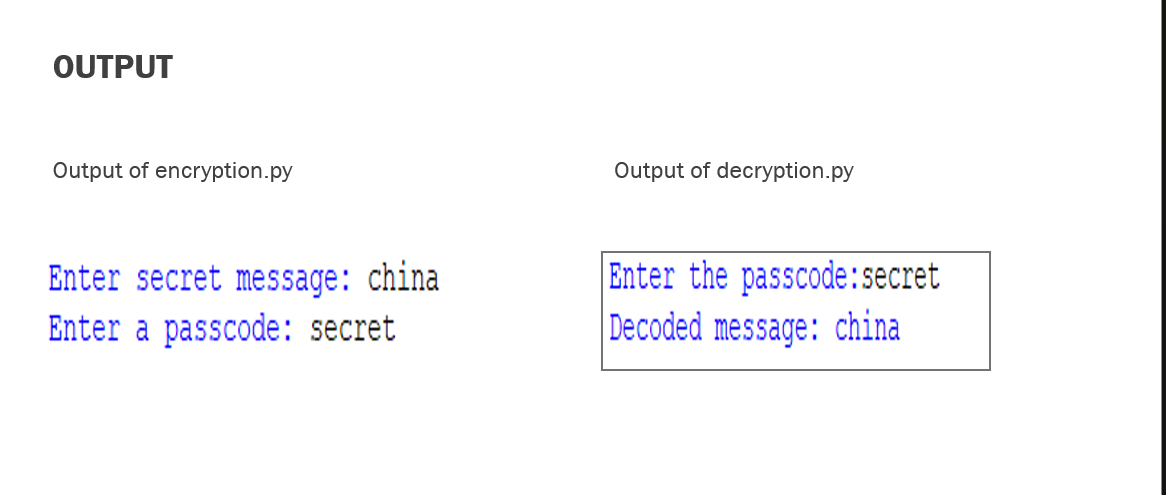 OUTPUT
Output of encryption.py
Enter secret message: china
Enter a passcode: secret
Output of decryption.py
Enter the passcode:secret
Decoded message: china